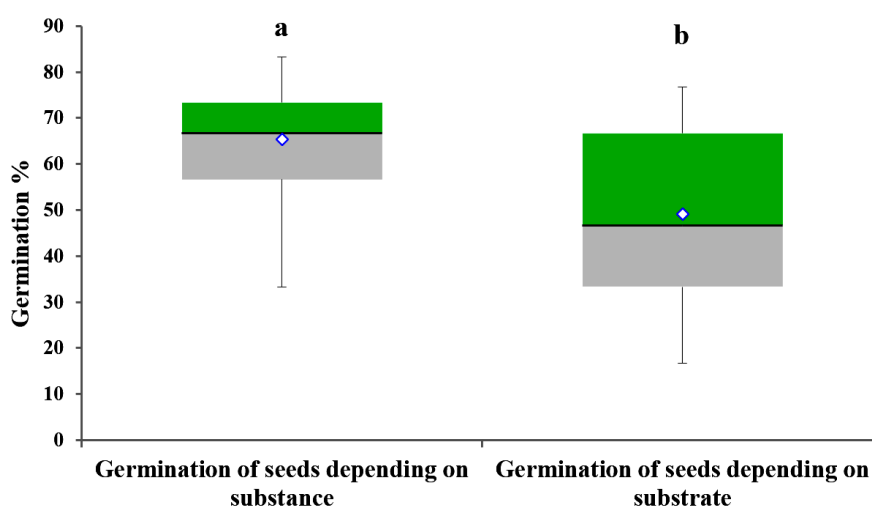 a
b
90
80
70
60
50
40
30
20
10
0
Germination %
Germination of seeds depending on
substance
Germination of seeds depending on
substrate